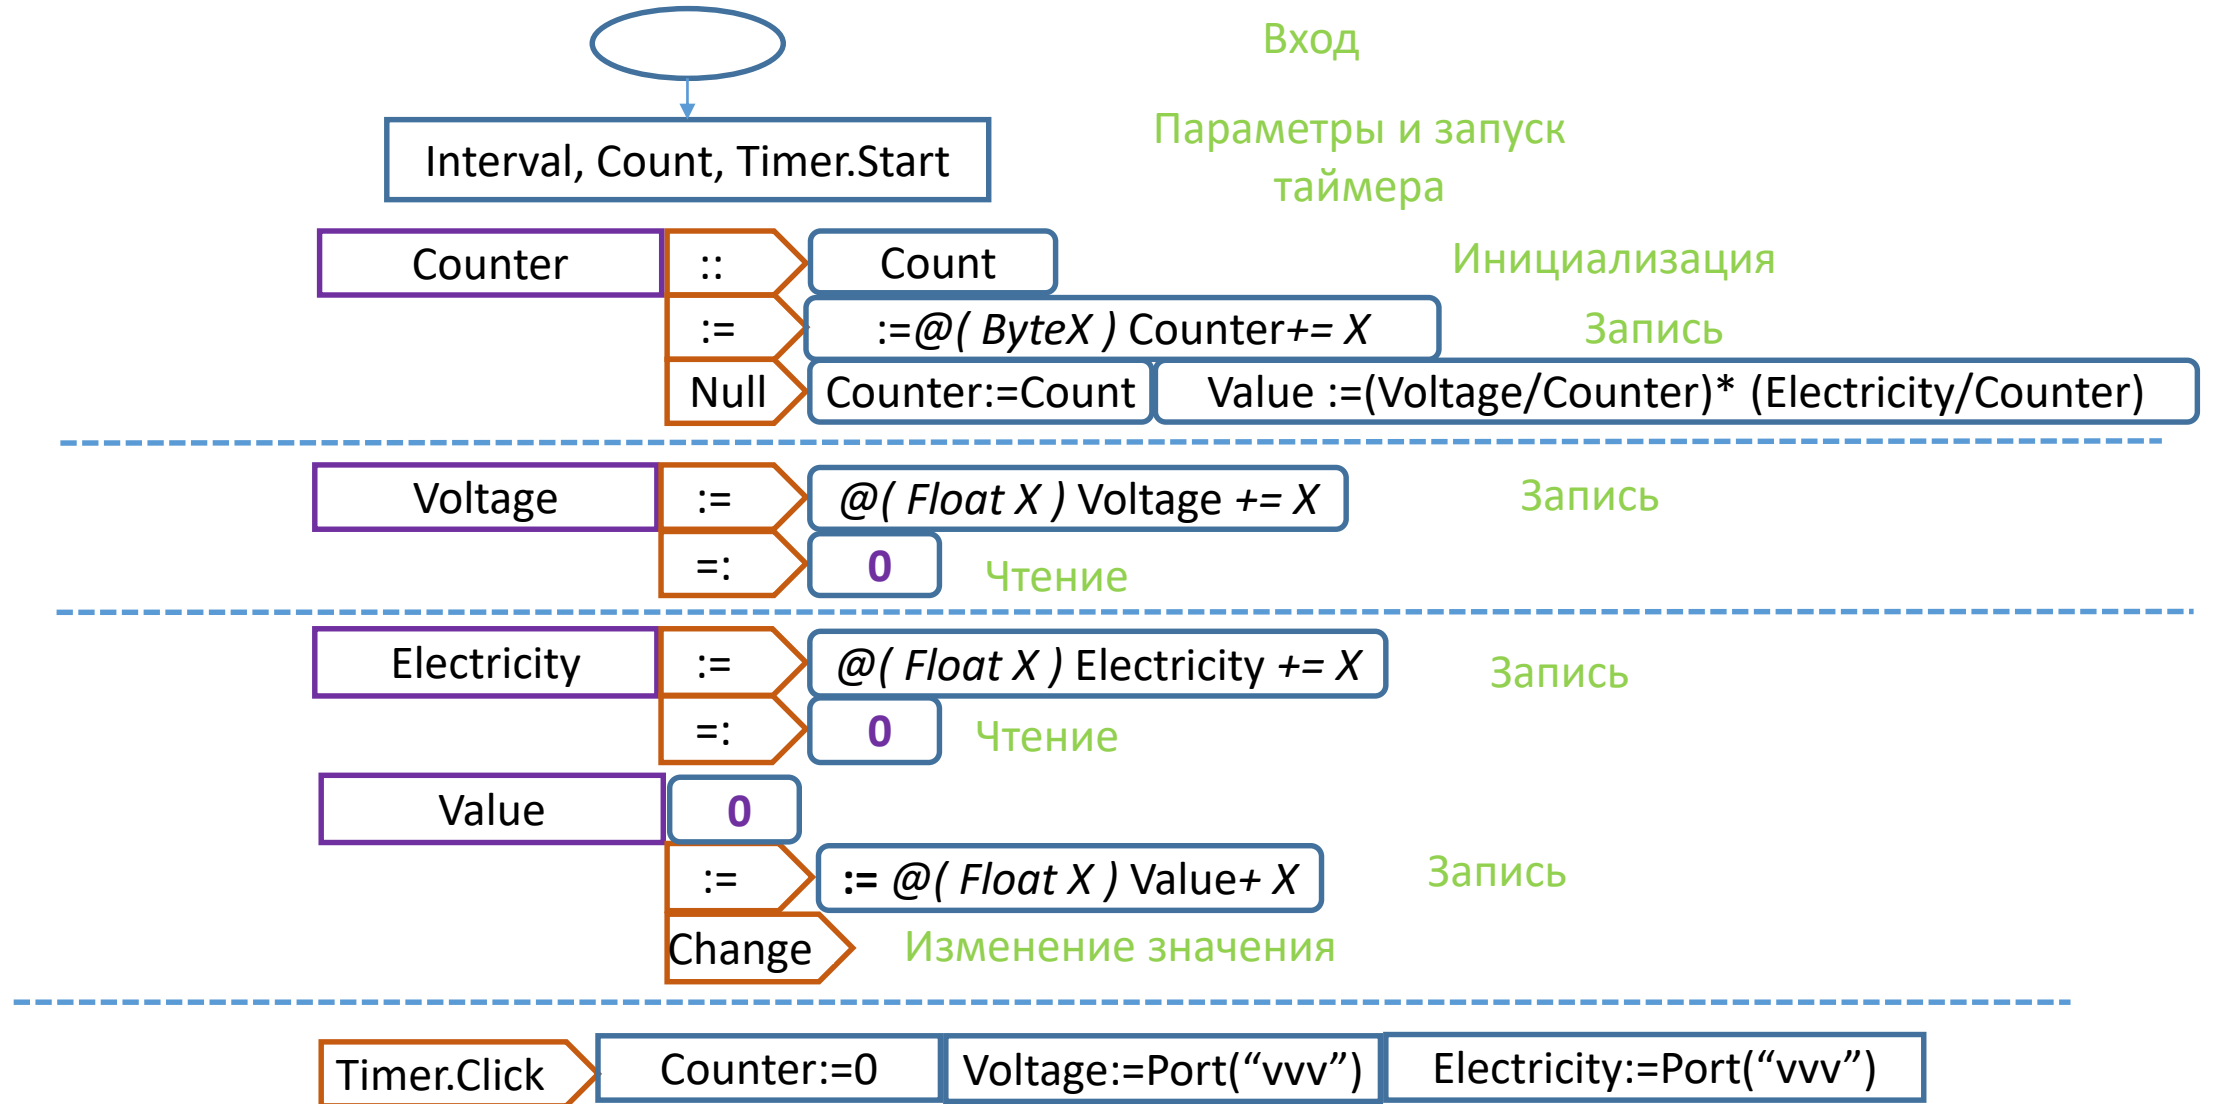 Вход
Параметры и запуск
таймера
Interval, Count, Timer.Start
Counter :: Count Инициализация
:= :=@( ByteX ) Counter+= X Запись
Null Counter:=Count Value :=(Voltage/Counter)* (Electricity/Counter)
Voltage := @( Float X ) Voltage += X Запись
=: 0 Чтение
Electricity := @( Float X ) Electricity += X Запись
=: 0 Чтение
Value 0
:= := @( Float X ) Value+ X Запись
Change Изменение значения
Timer.Click Counter:=0 Voltage:=Port(“vvv”) Electricity:=Port(“vvv”)